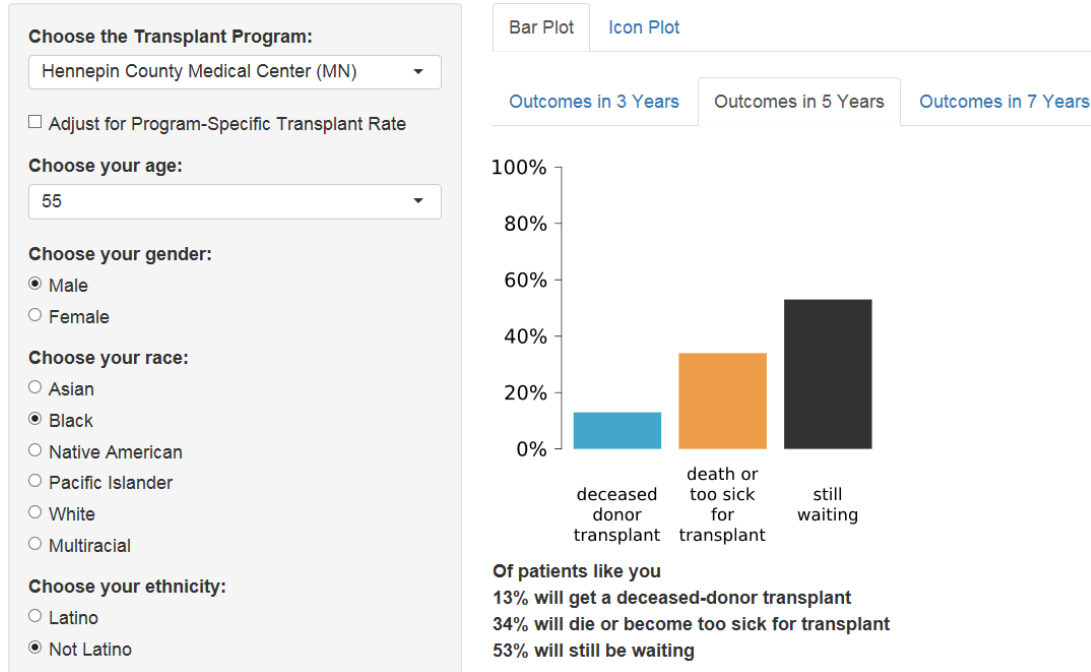 Choose the Transplant Program:
Hennepin County Medical Center (MN)
Adjust for Program-Specific Transplant Rate
Choose your age:
55
Choose your gender:
Male
Female
Choose your race:
Asian
Black
Native American
Pacific Islander
White
Multiracial
Choose your ethnicity:
Latino
Not Latino
Bar Plot
Icon Plot
Outcomes in 3 Years
Outcomes in 5 Years
Outcomes in 7 Years
100%
80%
60%
40%
20%
0%
deceased
donor
transplant
death or
too sick
for
transplant
still
waiting
Of patients like you
13% will get a deceased-donor transplant
34% will die or become too sick for transplant
53% will still be waiting